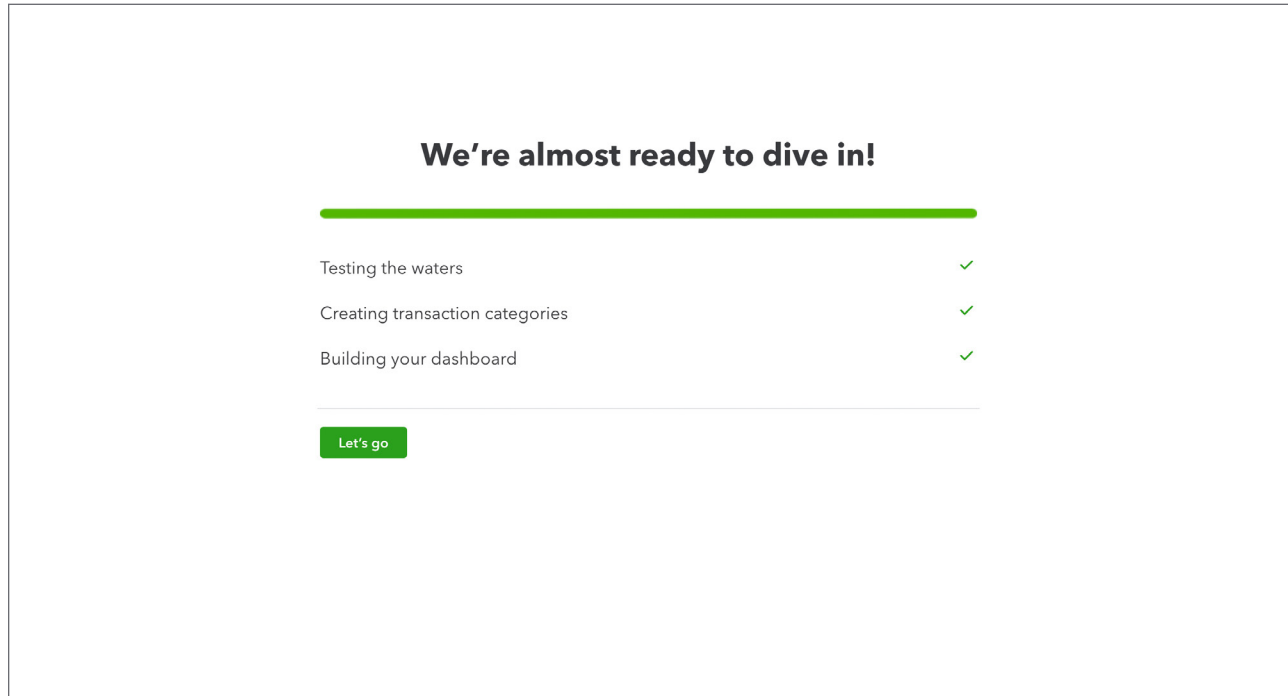 We’re almost ready to dive in!
Testing the waters
Creating transaction categories
Building your dashboard
Let’s go